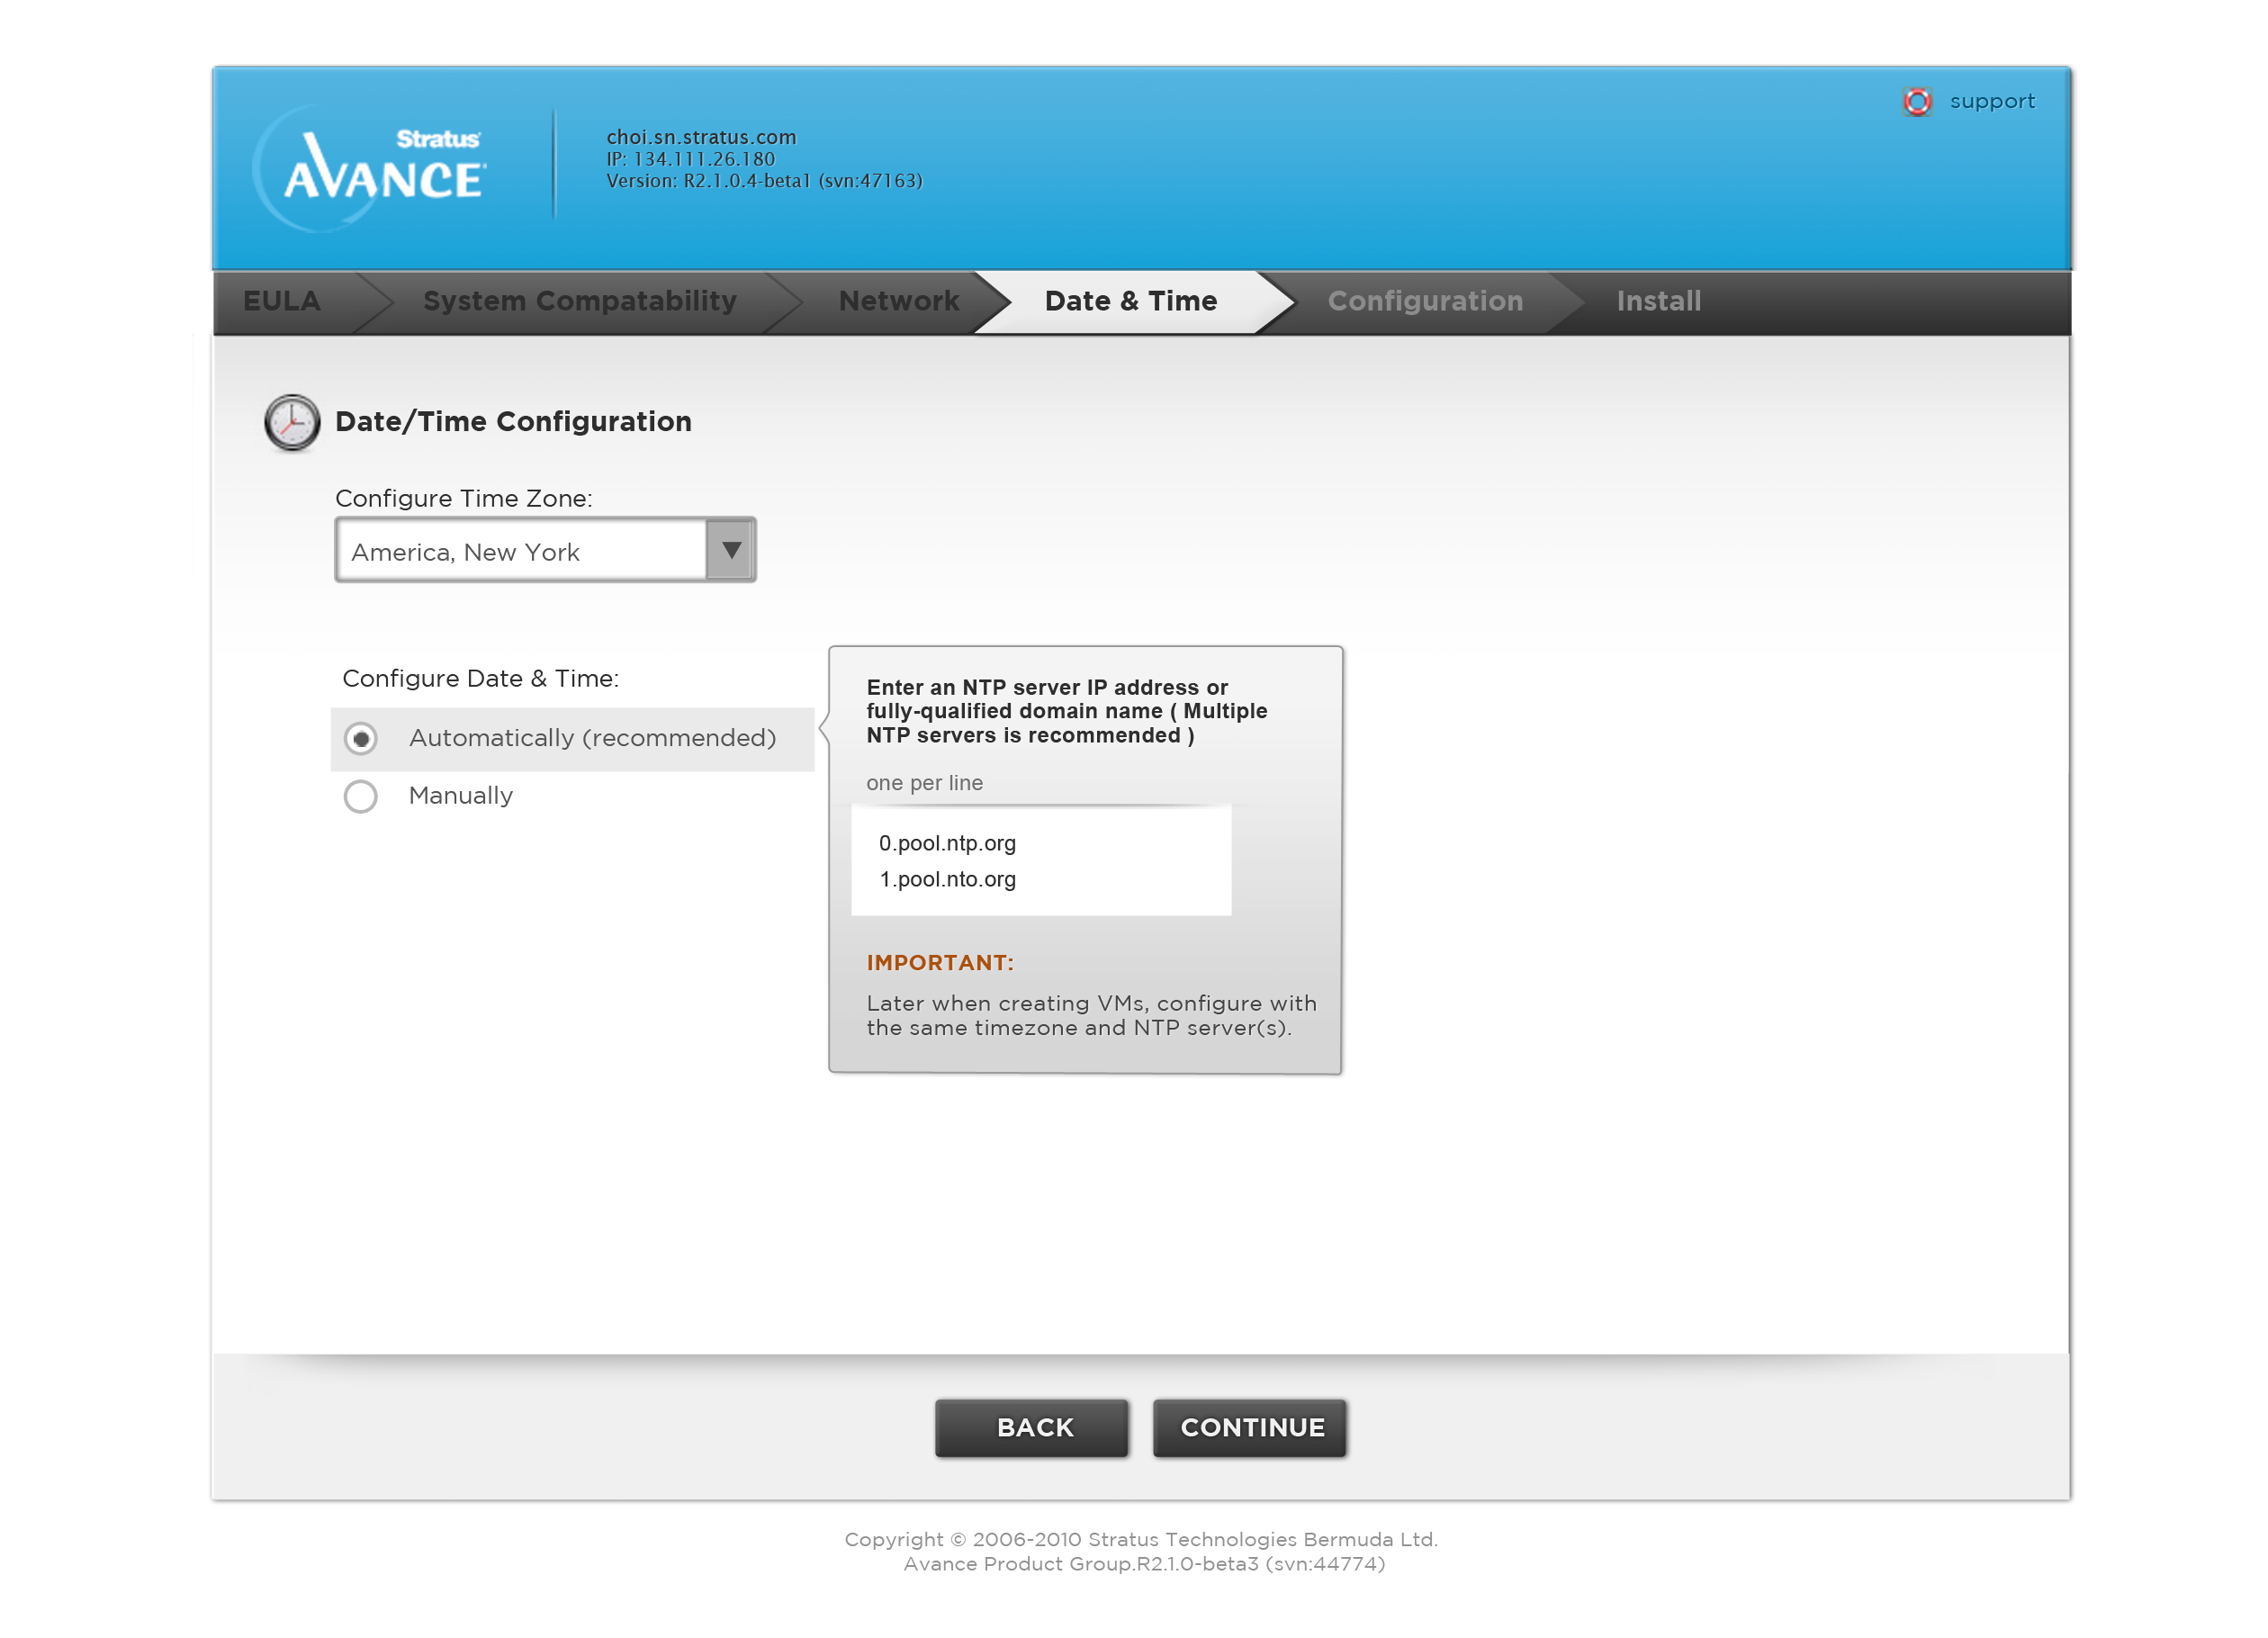 Stratus
AVANCE
choi.sn.stratus.com
IP: 134.111.26.180
Version: R2.1.0.4-beta1 (svn:47163)
support
EULA
System Compatability
Network
Date & Time
Configuration
Install
Date/Time Configuration
Configure Time Zone:
America, New York
Configure Date & Time:
Automatically (recommended)
Manually
Enter an NTP server IP address or
fully-qualified domain name ( Multiple
NTP servers is recommended )
one per line
0.pool.ntp.org
1.pool.nto.org
IMPORTANT:
Later when creating VMs, configure with
the same timezone and NTP server(s).
BACK
CONTINUE
Copyright © 2006-2010 Stratus Technologies Bermuda Ltd.
Avance Product Group.R2.1.0-beta3 (svn:44774)